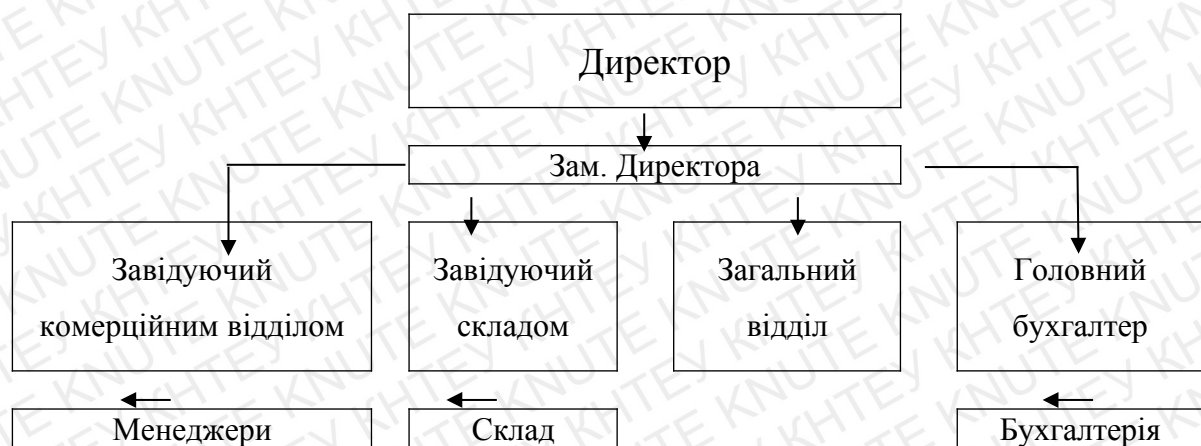 Директор
Зам. Директора
Завідуючий
комерційним відділом
Завідуючий
складом
Загальний
відділ
Головний
бухгалтер
Менеджери
Склад
Бухгалтерія